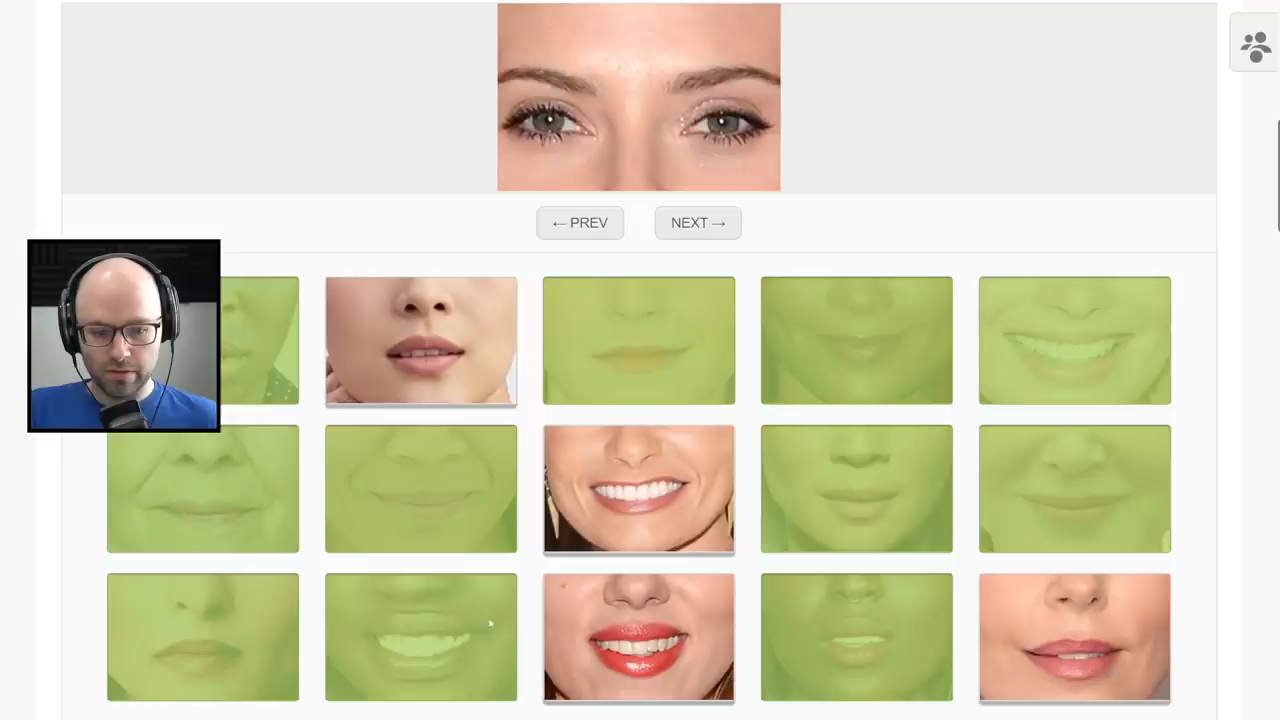 ← PREV
NEXT →